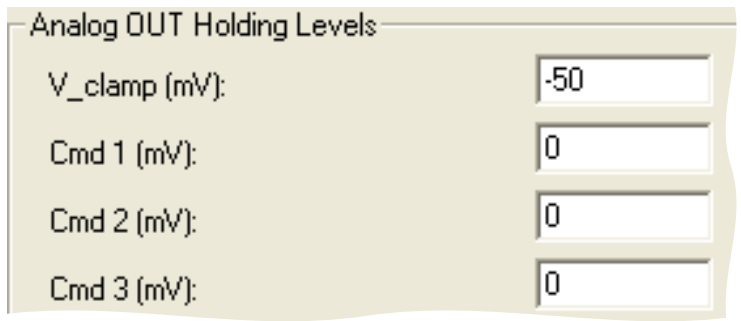 Analog OUT Holding Levels
V_clamp (mV): -50
Cmd 1 (mV): 0
Cmd 2 (mV): 0
Cmd 3 (mV): 0